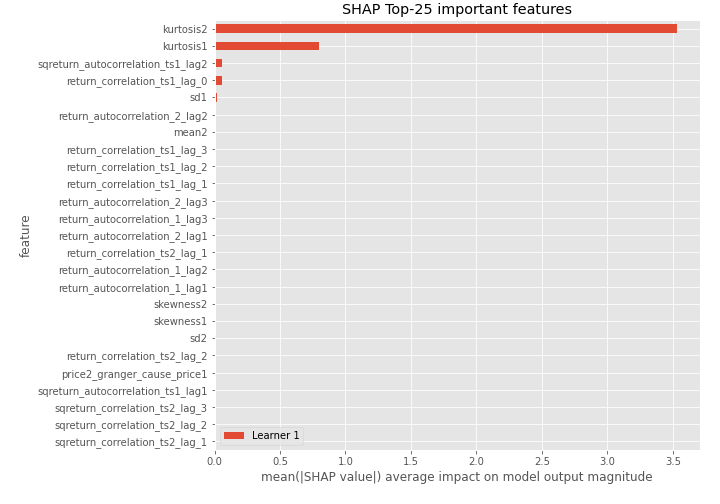 SHAP Top-25 important features
kurtosis2
kurtosis1
sqreturn_autocorrelation_ts1_lag2
return_correlation_ts1_lag_0
sd1
return_autocorrelation_2_lag2
mean2
return_correlation_ts1_lag_3
return_correlation_ts1_lag_2
return_correlation_ts1_lag_1
return_autocorrelation_2_lag3
return_autocorrelation_1_lag3
return_autocorrelation_2_lag1
return_correlation_ts2_lag_1
return_autocorrelation_1_lag2
return_autocorrelation_1_lag1
skewness2
skewness1
sd2
return_correlation_ts2_lag_2
price2_granger_cause_price1
sqreturn_autocorrelation_ts1_lag1
sqreturn_correlation_ts2_lag_3
sqreturn_correlation_ts2_lag_2
sqreturn_correlation_ts2_lag_1
feature
Learner 1
0.0 0.5 1.0 1.5 2.0 2.5 3.0 3.5
mean(|SHAP value|) average impact on model output magnitude